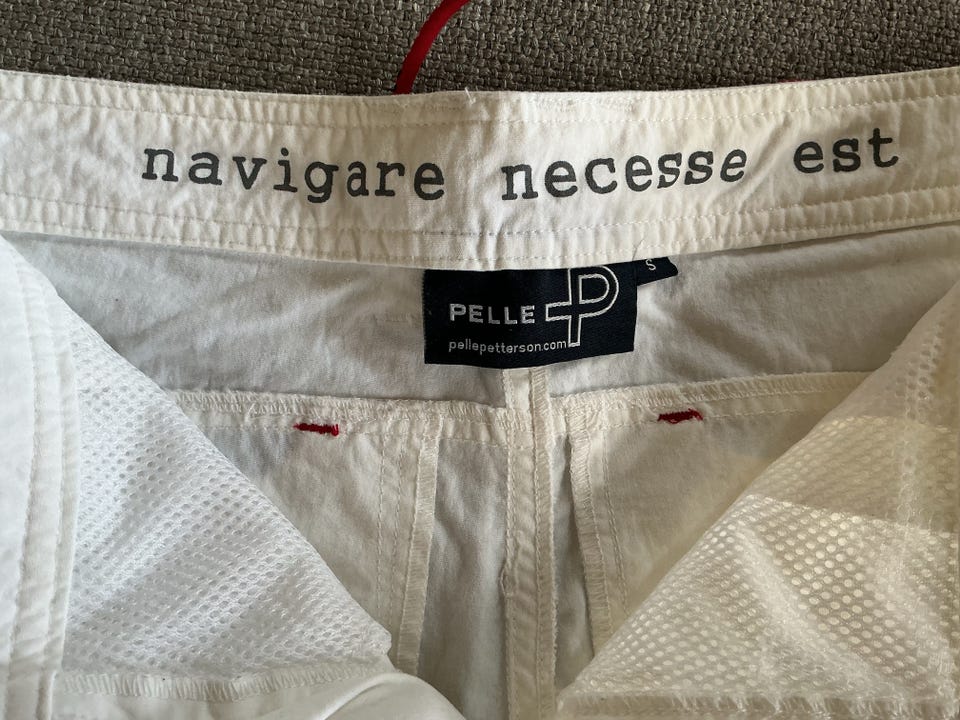 navigare necesse est
S
PELLE P
pellepetterson.com